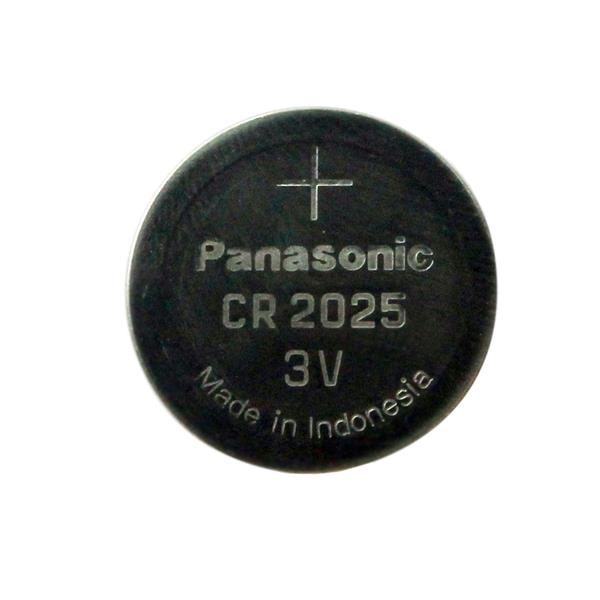 +
Panasonic
CR 2025
3V
Made in Indonesia